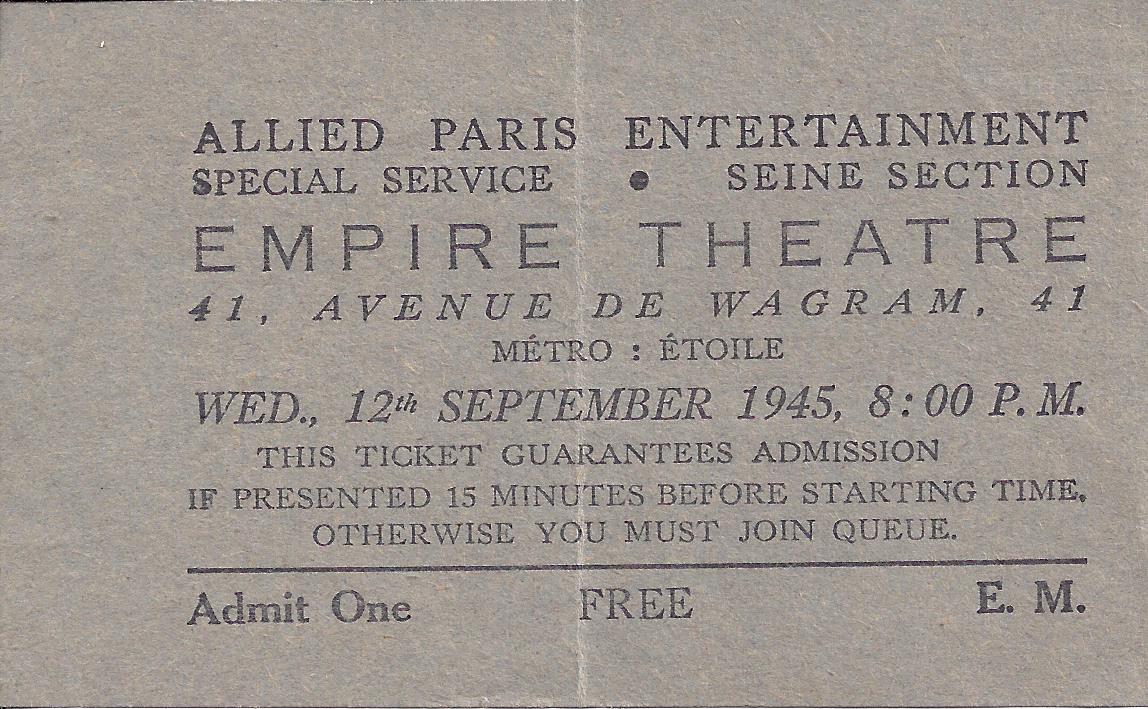 ALLIED PARIS ENTERTAINMENT
SPECIAL SERVICE ● SEINE SECTION
EMPIRE THEATRE
41, AVENUE DE WAGRAM, 41
MÉTRO : ÉTOILE
WED., 12th SEPTEMBER 1945, 8:00 P.M.
THIS TICKET GUARANTEES ADMISSION
IF PRESENTED 15 MINUTES BEFORE STARTING TIME,
OTHERWISE YOU MUST JOIN QUEUE.
Admit One FREE E. M.